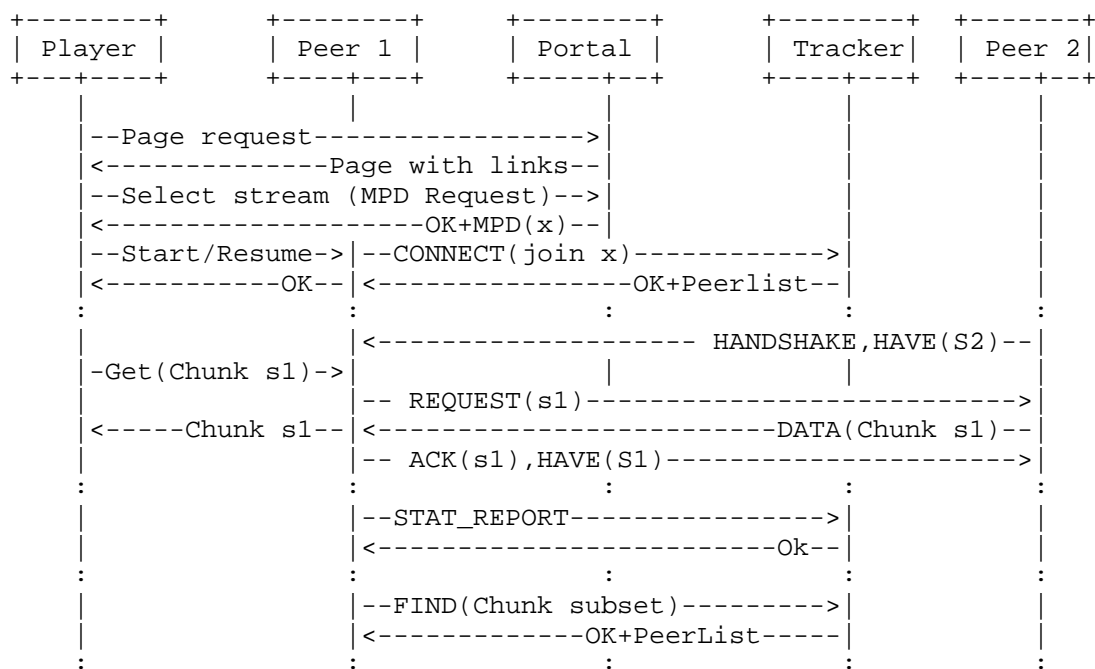 +--------+ +--------+ +--------+ +--------+ +-------+
| Player | | Peer 1 | | Portal | | Tracker| | Peer 2|
+---+----+ +----+---+ +-----+--+ +----+---+ +----+--+
| | | | |
|--Page request----------------->| | |
|<--------------Page with links--| | |
|--Select stream (MPD Request)-->| | |
|<--------------------OK+MPD(x)--| | |
|--Start/Resume->|--CONNECT(join x)------------>| |
|<-----------OK--|<----------------OK+Peerlist--| |
: : : : :
| |<-------------------- HANDSHAKE,HAVE(S2)--|
|-Get(Chunk s1)->| | | |
| |-- REQUEST(s1)--------------------------->|
|<-----Chunk s1--|<------------------------DATA(Chunk s1)--|
| |-- ACK(s1),HAVE(S1)---------------------->|
: : : : :
| |--STAT_REPORT---------------->| |
| |<-------------------------Ok--| |
: : : : :
| |--FIND(Chunk subset)--------->| |
| |<-------------OK+PeerList-----| |
: : : : :